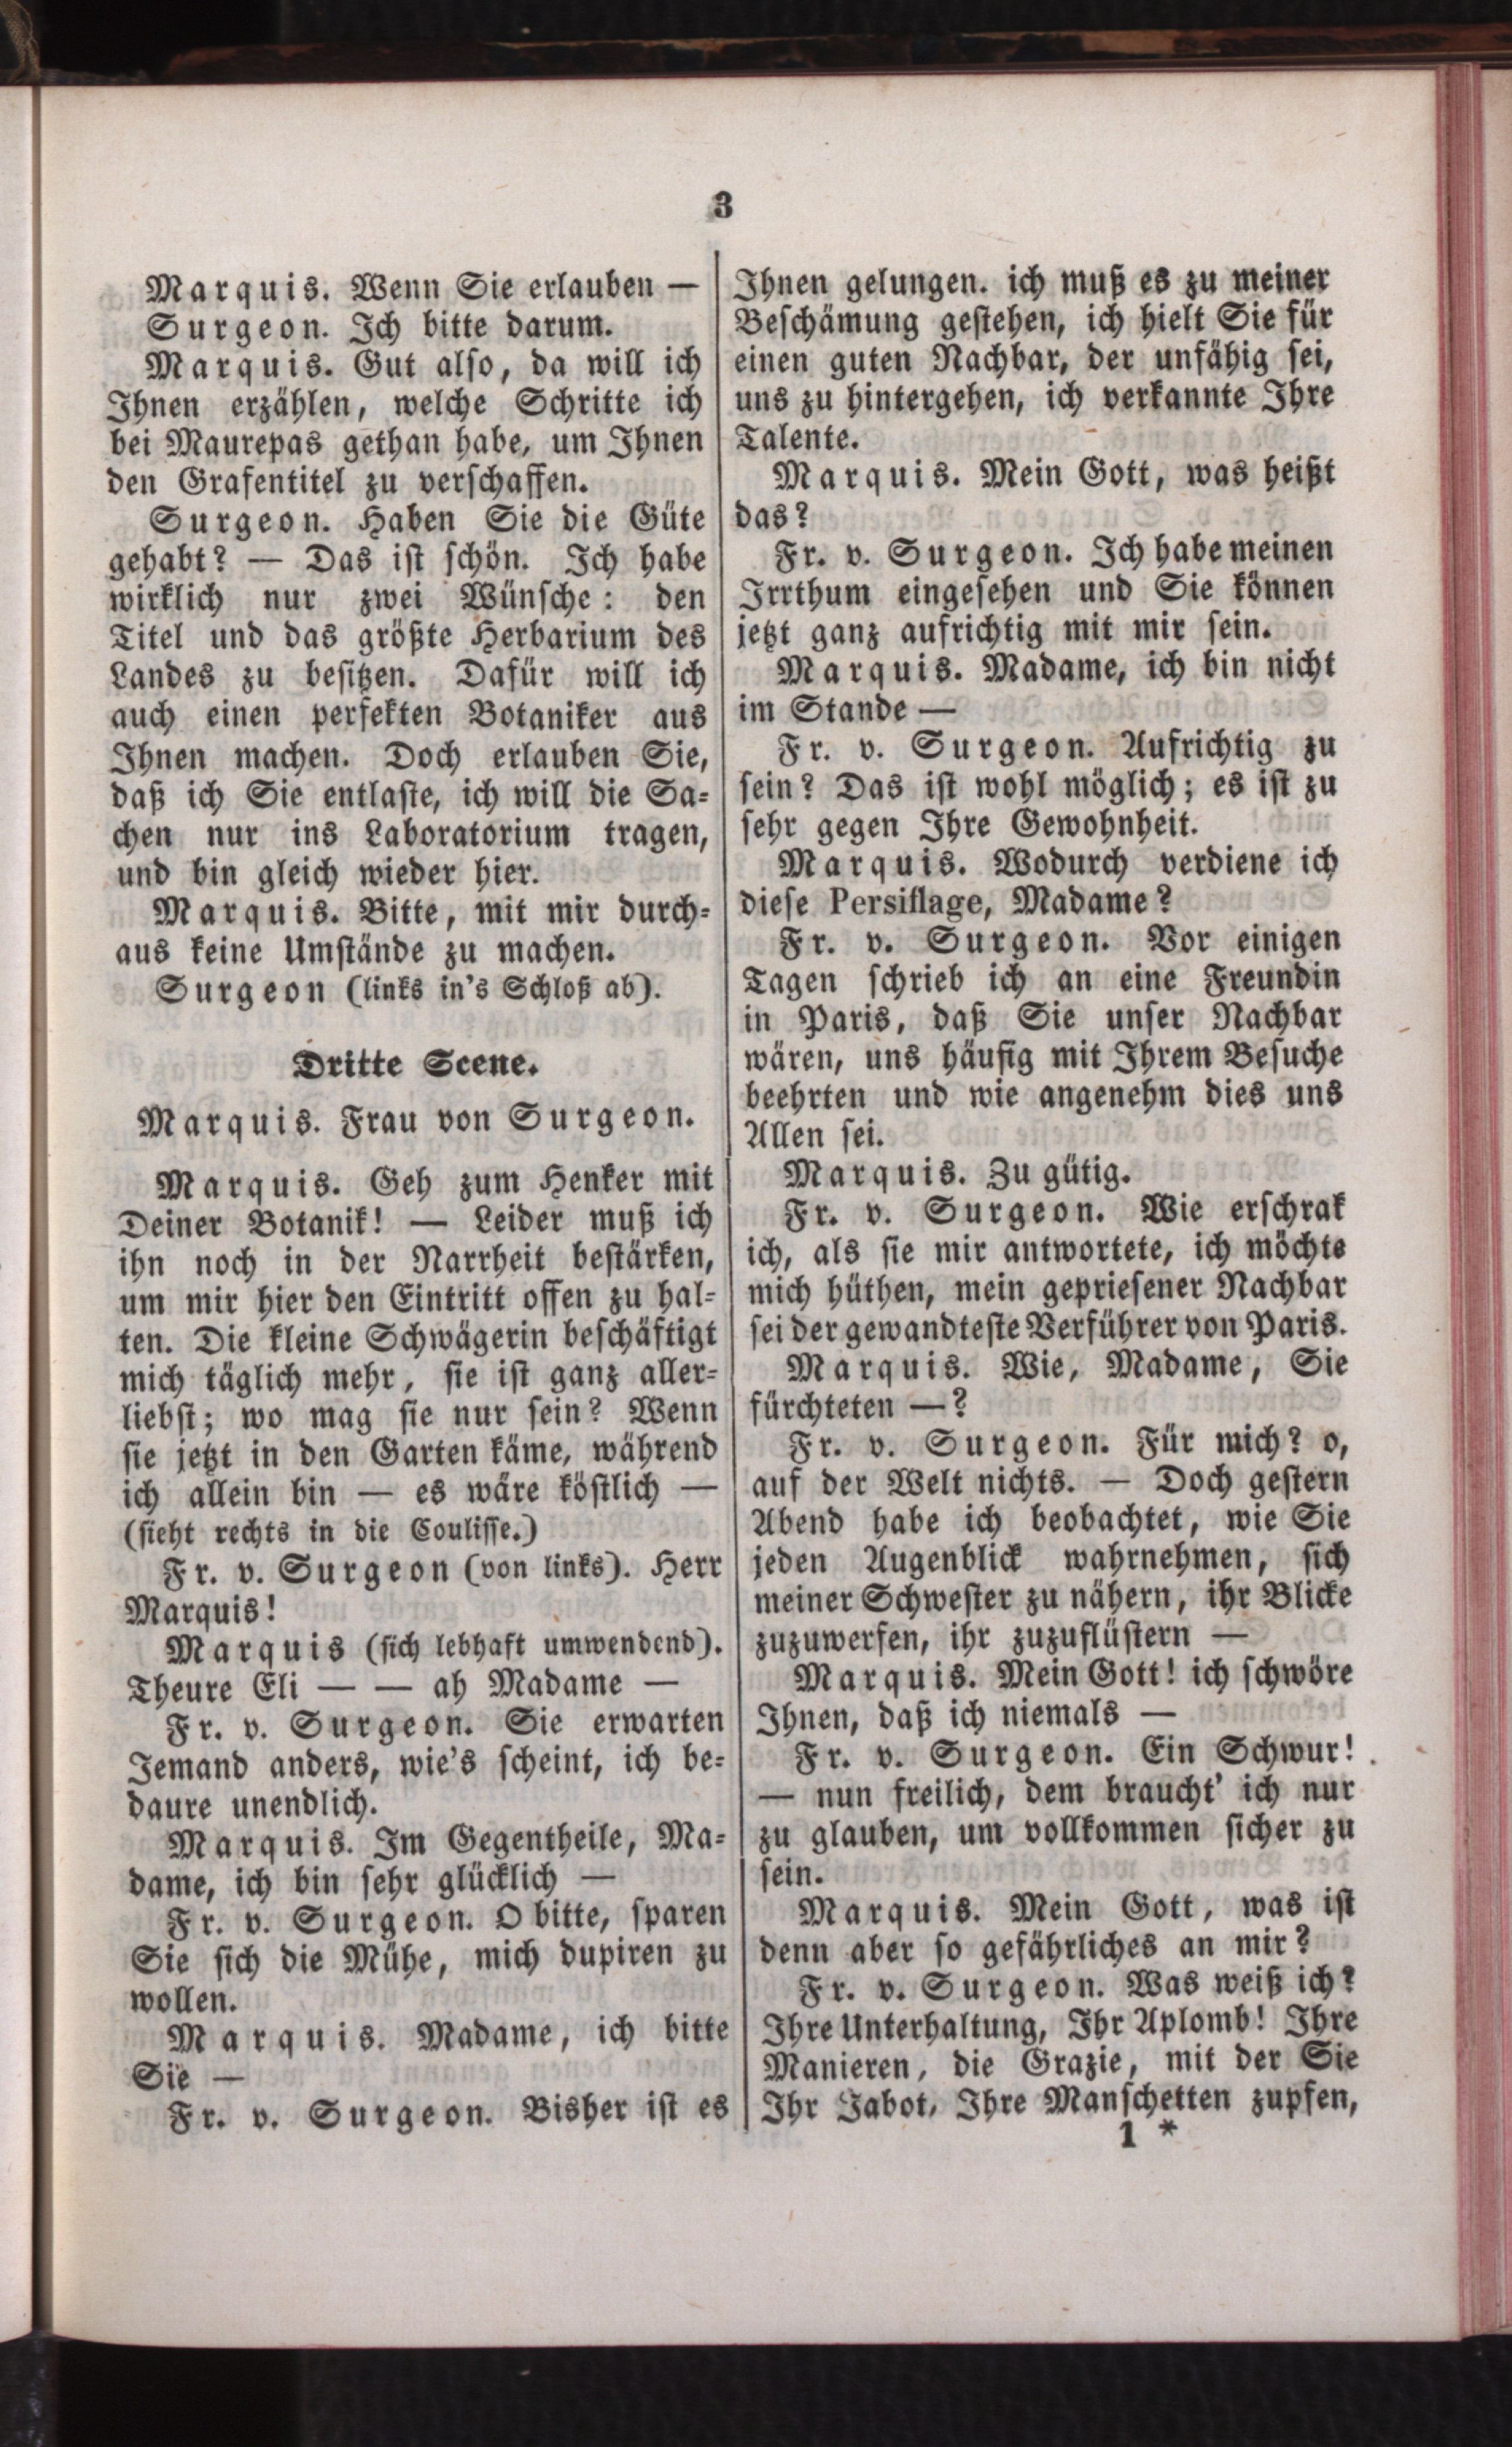 3
Marquis. Wenn Sie erlauben —
Surgeon. Ich bitte darum.
Marquis. Gut also, da will ich
Ihnen erzählen, welche Schritte ich
bei Maurepas gethan habe, um Ihnen
den Grafentitel zu verschaffen.
Surgeon. Haben Sie die Güte
gehabt? — Das ist schön. Ich habe
wirklich nur zwei Wünsche: den
Titel und das größte Herbarium des
Landes zu besitzen. Dafür will ich
auch einen perfekten Botaniker aus
Ihnen machen. Doch erlauben Sie,
daß ich Sie entlaste, ich will die Sa-
chen nur ins Laboratorium tragen,
und bin gleich wieder hier.
Marquis. Bitte, mit mir durch-
aus keine Umstände zu machen.
Surgeon (links in's Schloß ab).
Dritte Scene.
Marquis. Frau von Surgeon.
Marquis. Geh zum Henker mit
Deiner Botanik! — Leider muß ich
ihn noch in der Narrheit bestärken,
um mir hier den Eintritt offen zu hal-
ten. Die kleine Schwägerin beschäftigt
mich täglich mehr, sie ist ganz aller-
liebst; wo mag sie nur sein? Wenn
sie jetzt in den Garten käme, während
ich allein bin — es wäre köstlich —
(sieht rechts in die Coulisse.)
Fr. v. Surgeon (von links). Herr
Marquis!
Marquis (sich lebhaft umwendend).
Theure Eli — — ah Madame —
Fr. v. Surgeon. Sie erwarten
Jemand anders, wie's scheint, ich be-
daure unendlich.
Marquis. Im Gegentheile, Ma-
dame, ich bin sehr glücklich —
Fr. v. Surgeon. O bitte, sparen
Sie sich die Mühe, mich dupiren zu
wollen.
Marquis. Madame, ich bitte
Sie —
Fr. v. Surgeon. Bisher ist es
Ihnen gelungen. ich muß es zu meiner
Beschämung gestehen, ich hielt Sie für
einen guten Nachbar, der unfähig sei,
uns zu hintergehen, ich verkannte Ihre
Talente.
Marquis. Mein Gott, was heißt
das?
Fr. v. Surgeon. Ich habe meinen
Irrthum eingesehen und Sie können
jetzt ganz aufrichtig mit mir sein.
Marquis. Madame, ich bin nicht
im Stande —
Fr. v. Surgeon. Aufrichtig zu
sein? Das ist wohl möglich; es ist zu
sehr gegen Ihre Gewohnheit.
Marquis. Wodurch verdiene ich
diese Persiflage, Madame?
Fr. v. Surgeon. Vor einigen
Tagen schrieb ich an eine Freundin
in Paris, daß Sie unser Nachbar
wären, uns häufig mit Ihrem Besuche
beehrten und wie angenehm dies uns
Allen sei.
Marquis. Zu gütig.
Fr. v. Surgeon. Wie erschrak
ich, als sie mir antwortete, ich möchte
mich hüthen, mein gepriesener Nachbar
sei der gewandteste Verführer von Paris.
Marquis. Wie, Madame, Sie
fürchteten —?
Fr. v. Surgeon. Für mich? o,
auf der Welt nichts. — Doch gestern
Abend habe ich beobachtet, wie Sie
jeden Augenblick wahrnehmen, sich
meiner Schwester zu nähern, ihr Blicke
zuzuwerfen, ihr zuzuflüstern —
Marquis. Mein Gott! ich schwöre
Ihnen, daß ich niemals —
Fr. v. Surgeon. Ein Schwur!
— nun freilich, dem braucht' ich nur
zu glauben, um vollkommen sicher zu
sein.
Marquis. Mein Gott, was ist
denn aber so gefährliches an mir?
Fr. v. Surgeon. Was weiß ich?
Ihre Unterhaltung, Ihr Aplomb! Ihre
Manieren, die Grazie, mit der Sie
Ihr Jabot, Ihre Manschetten zupfen,
1 *